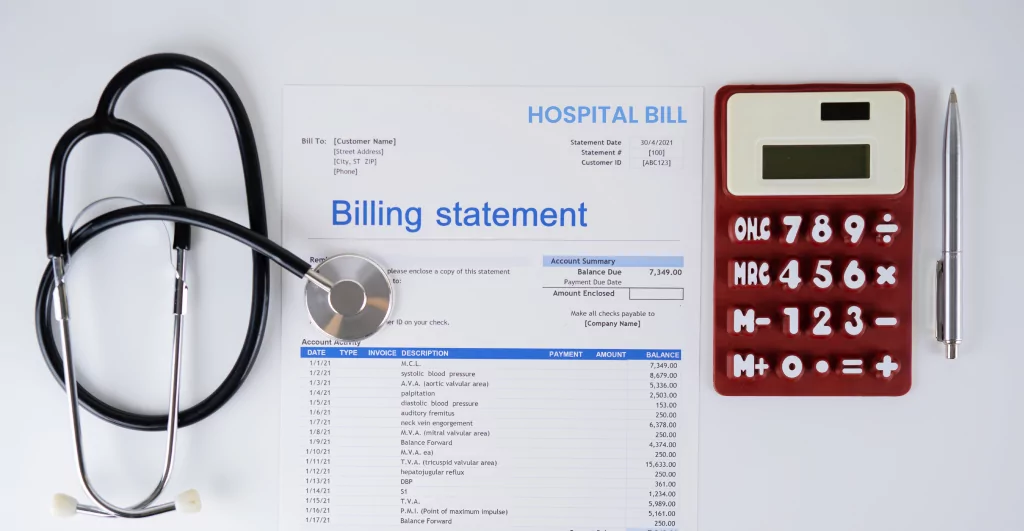 HOSPITAL BILL
Bill To: [Customer Name]
[Street Address]
[City, ST ZIP]
[Phone]
Statement Date 30/4/2021
Statement # [100]
Customer ID [ABC123]
Billing statement
please enclose a copy of this statement
to:
ID on your check.
Account Summary
Balance Due 7,349.00
Payment Due Date
Amount Enclosed
Make all checks payable to
[Company Name]
Account Activity
DATE TYPE INVOICE DESCRIPTION PAYMENT AMOUNT BALANCE
1/1/21 M.C.L. 7,349.00
1/2/21 systolic blood pressure 8,679.00
1/3/21 A.V.A. (aortic valvular area) 5,336.00
1/4/21 palpitation 2,503.00
1/5/21 diastolic blood pressure 153.00
1/6/21 auditory fremitus 250.00
1/7/21 neck vein engorgement 6,378.00
1/8/21 M.V.A. (mitral valvular area) 250.00
1/9/21 Balance Forward 4,374.00
1/10/21 M.V.A. ea) 250.00
1/11/21 T.V.A. (tricuspid valvular area) 15,633.00
1/12/21 hepatojugular reflux 250.00
1/13/21 DBP 361.00
1/14/21 S1 1,234.00
1/15/21 T.V.A. 5,989.00
1/16/21 P.M.I. (Point of maximum impulse) 5,161.00
1/17/21 Balance Forward 250.00
ON.C 7 8 9 ÷
MRC 4 5 6 ×
M- 1 2 3 -
M+ 0 . = +